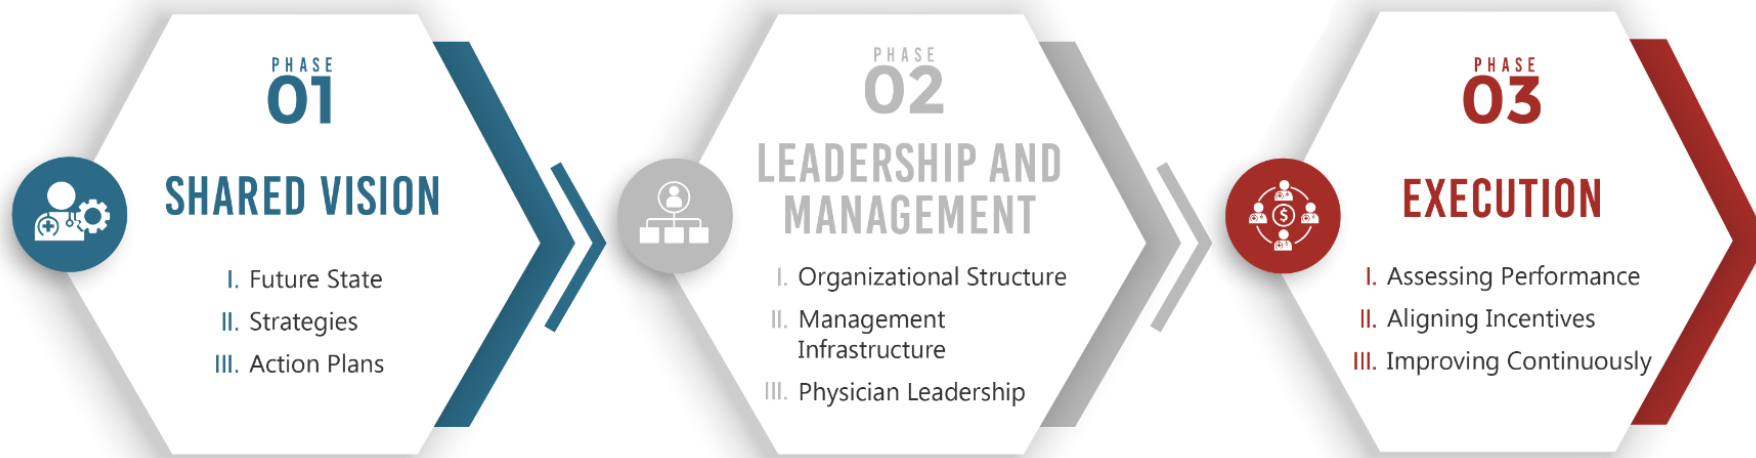 PHASE
01
SHARED VISION
I. Future State
II. Strategies
III. Action Plans
PHASE
02
LEADERSHIP AND
MANAGEMENT
I. Organizational Structure
II. Management
Infrastructure
III. Physician Leadership
PHASE
03
$
EXECUTION
I. Assessing Performance
II. Aligning Incentives
III. Improving Continuously